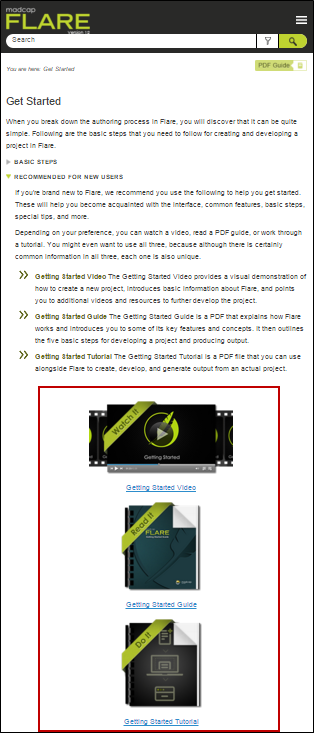 madcap
FLARE
Version 12
Search
You are here: Get Started
PDF Guide
Get Started
When you break down the authoring process in Flare, you will discover that it can be quite
simple. Following are the basic steps that you need to follow for creating and developing a
project in Flare.
BASIC STEPS
RECOMMENDED FOR NEW USERS
If you're brand new to Flare, we recommend you use the following to help you get started.
These will help you become acquainted with the interface, common features, basic steps,
special tips, and more.
Depending on your preference, you can watch a video, read a PDF guide, or work through
a tutorial. You might even want to use all three, because although there is certainly
common information in all three, each one is also unique.
Getting Started Video The Getting Started Video provides a visual demonstration of
how to create a new project, introduces basic information about Flare, and points
you to additional videos and resources to further develop the project.
Getting Started Guide The Getting Started Guide is a PDF that explains how Flare
works and introduces you to some of its key features and concepts. It then outlines
the five basic steps for developing a project and producing output.
Getting Started Tutorial The Getting Started Tutorial is a PDF file that you can use
alongside Flare to create, develop, and generate output from an actual project.
Watch It
Getting Started
Getting Started Video
Read It
FLARE
Getting Started Guide
Do It
Getting Started Tutorial